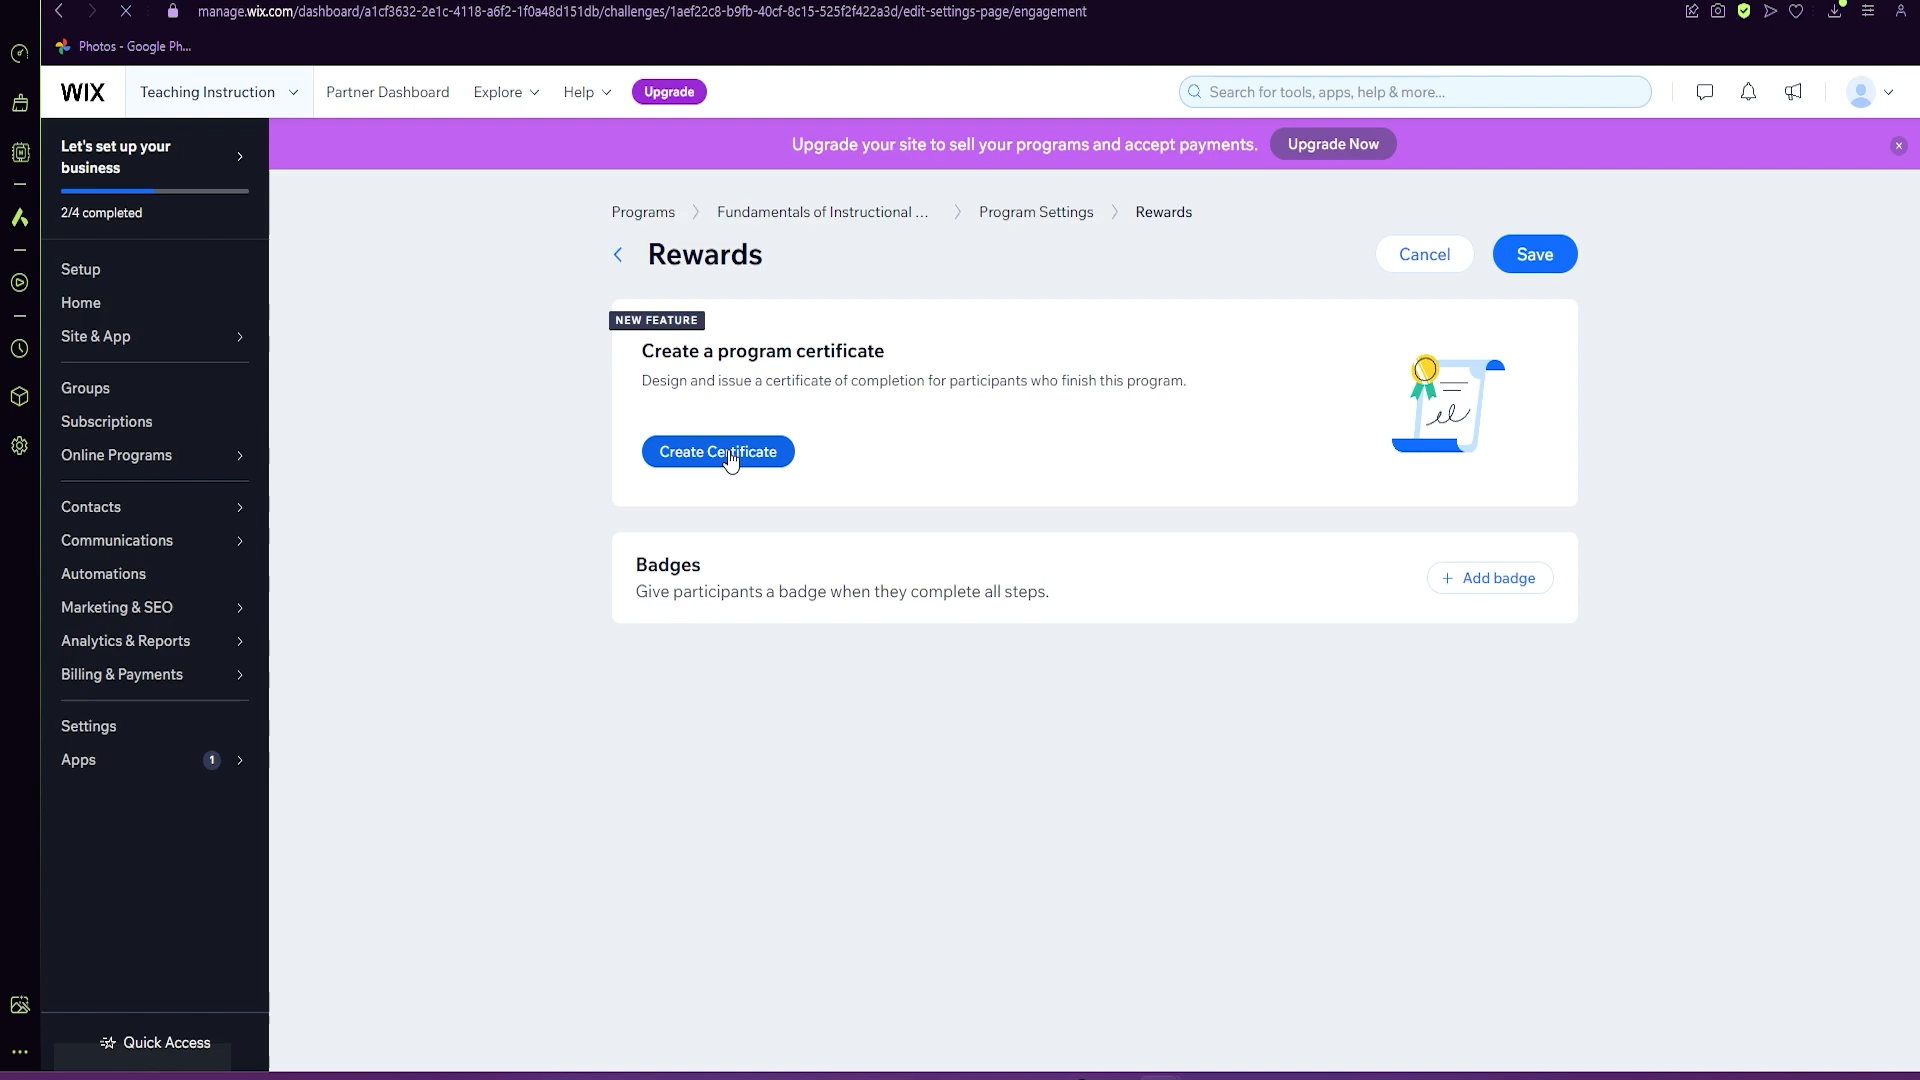 manage.wix.com/dashboard/a1cf3632-2e1c-4118-a6f2-1f0a48d151db/challenges/1aef22c8-b9fb-40cf-8c15-525f2f422a3d/edit-settings-page/engagement
Photos - Google Ph...
WIX
Teaching Instruction
Partner Dashboard
Explore
Help
Upgrade
Search for tools, apps, help & more...
Let's set up your
business
2/4 completed
Setup
Home
Site & App
Groups
Subscriptions
Online Programs
Contacts
Communications
Automations
Marketing & SEO
Analytics & Reports
Billing & Payments
Settings
Apps
1
Quick Access
Upgrade your site to sell your programs and accept payments.
Upgrade Now
Programs
Fundamentals of Instructional ...
Program Settings
Rewards
Rewards
Cancel
Save
NEW FEATURE
Create a program certificate
Design and issue a certificate of completion for participants who finish this program.
Create Certificate
Badges
Give participants a badge when they complete all steps.
+ Add badge